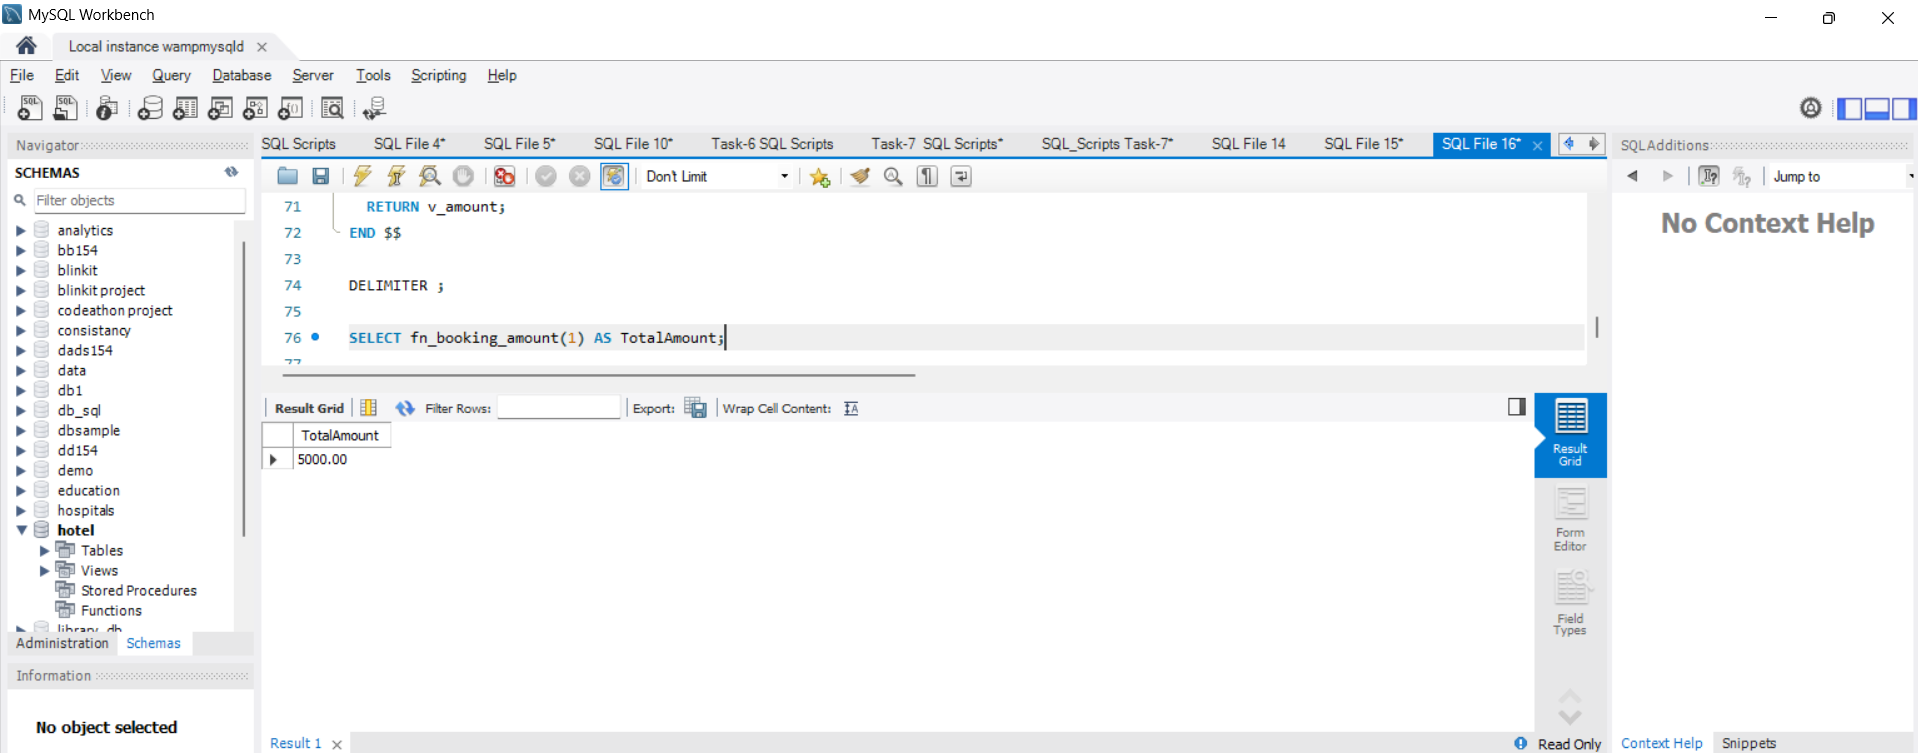 MySQL Workbench
Local instance wampmysqld
File Edit View Query Database Server Tools Scripting Help
Navigator
SCHEMAS
Filter objects
analytics
bb154
blinkit
blinkit project
codeathon project
consistancy
dads154
data
db1
db_sql
dbsample
dd154
demo
education
hospitals
hotel
Tables
Views
Stored Procedures
Functions
library_db
Administration Schemas
Information
No object selected
SQL Scripts SQL File 4* SQL File 5* SQL File 10* Task-6 SQL Scripts Task-7 SQL Scripts* SQL_Scripts Task-7* SQL File 14 SQL File 15* SQL File 16*
Don't Limit
71 RETURN v_amount;
72 END $$
73
74 DELIMITER ;
75
76 SELECT fn_booking_amount(1) AS TotalAmount;
77
Result Grid Filter Rows: Export: Wrap Cell Content:
TotalAmount
5000.00
Result
Grid
Form
Editor
Field
Types
Result 1
Read Only
SQLAdditions
Jump to
No Context Help
Context Help Snippets